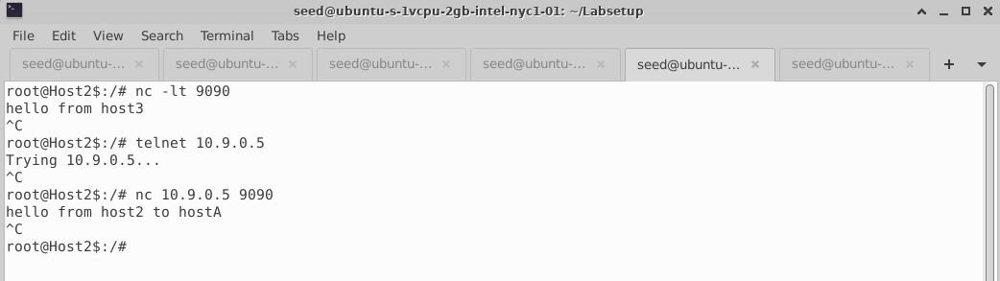 seed@ubuntu-s-1vcpu-2gb-intel-nyc1-01: ~/Labsetup
File Edit View Search Terminal Tabs Help
seed@ubuntu-... seed@ubuntu-... seed@ubuntu-... seed@ubuntu-... seed@ubuntu-... seed@ubuntu-...
root@Host2$:/# nc -lt 9090
hello from host3
^C
root@Host2$:/# telnet 10.9.0.5
Trying 10.9.0.5...
^C
root@Host2$:/# nc 10.9.0.5 9090
hello from host2 to hostA
^C
root@Host2$:/#